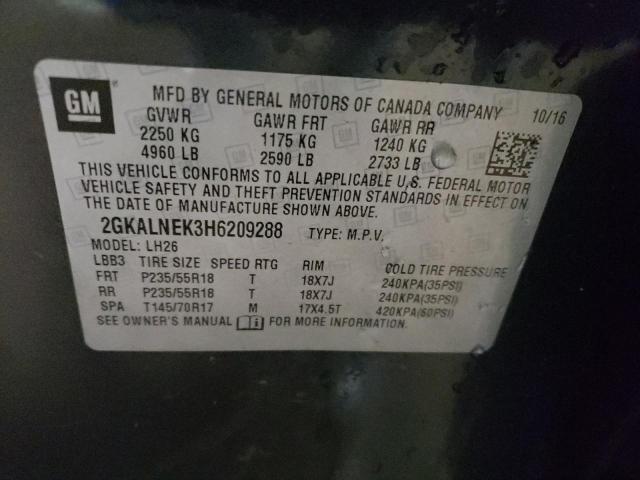 GM
MFD BY GENERAL MOTORS OF CANADA COMPANY 10/16
GVWR GAWR FRT GAWR RR
2250 KG 1175 KG 1240 KG
4960 LB 2590 LB 2733 LB
THIS VEHICLE CONFORMS TO ALL APPLICABLE U.S. FEDERAL MOTOR
VEHICLE SAFETY AND THEFT PREVENTION STANDARDS IN EFFECT ON
THE DATE OF MANUFACTURE SHOWN ABOVE.
2GKALNEK3H6209288 TYPE: M.P.V.
MODEL: LH26
LBB3 TIRE SIZE SPEED RTG RIM COLD TIRE PRESSURE
FRT P235/55R18 T 18X7J 240KPA(35PSI)
RR P235/55R18 T 18X7J 240KPA(35PSI)
SPA T145/70R17 M 17X4.5T 420KPA(60PSI)
SEE OWNER'S MANUAL FOR MORE INFORMATION.